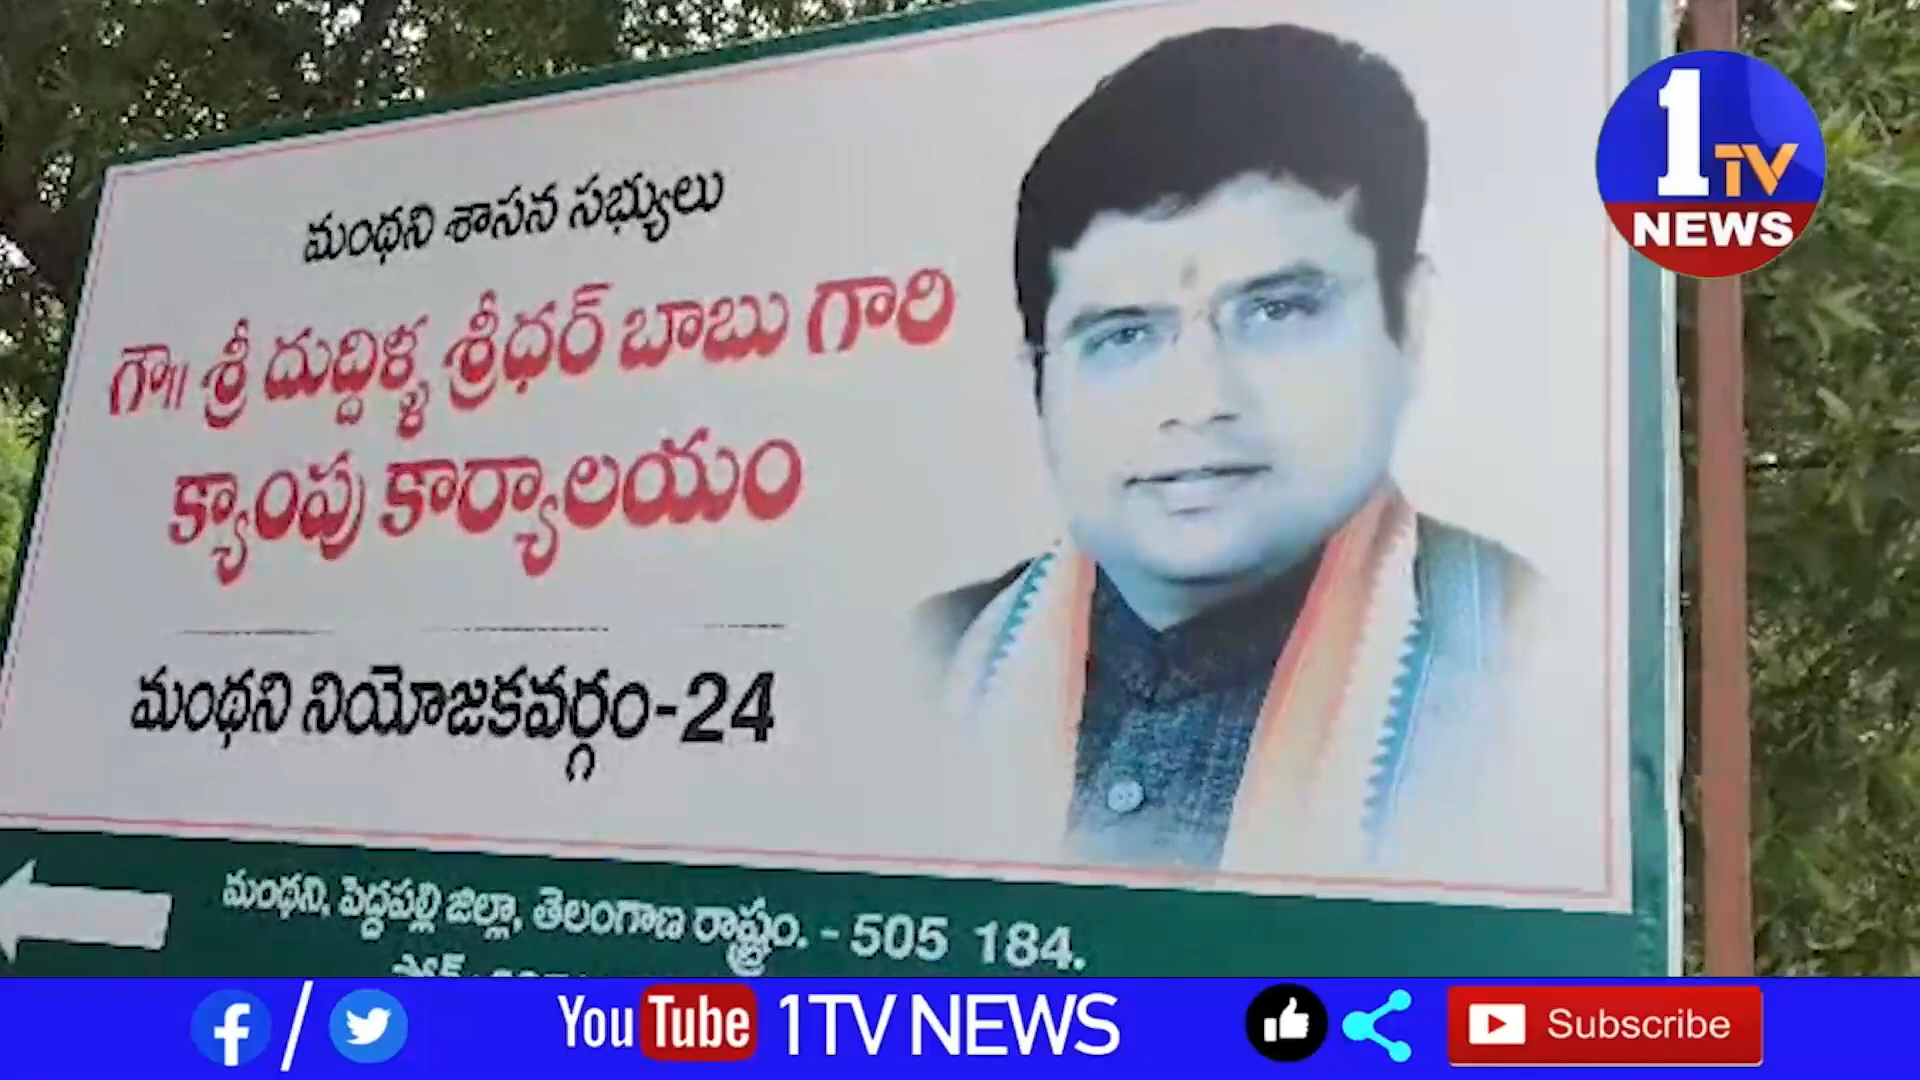 మంథని శాసన సభ్యులు
గౌ॥ శ్రీ దుద్దిళ్ళ శ్రీధర్ బాబు గారి
క్యాంపు కార్యాలయం
మంథని నియోజకవర్గం-24
మంథని, పెద్దపల్లి జిల్లా, తెలంగాణ రాష్ట్రం. - 505 184.
1
TV
NEWS
You Tube 1TV NEWS
Subscribe